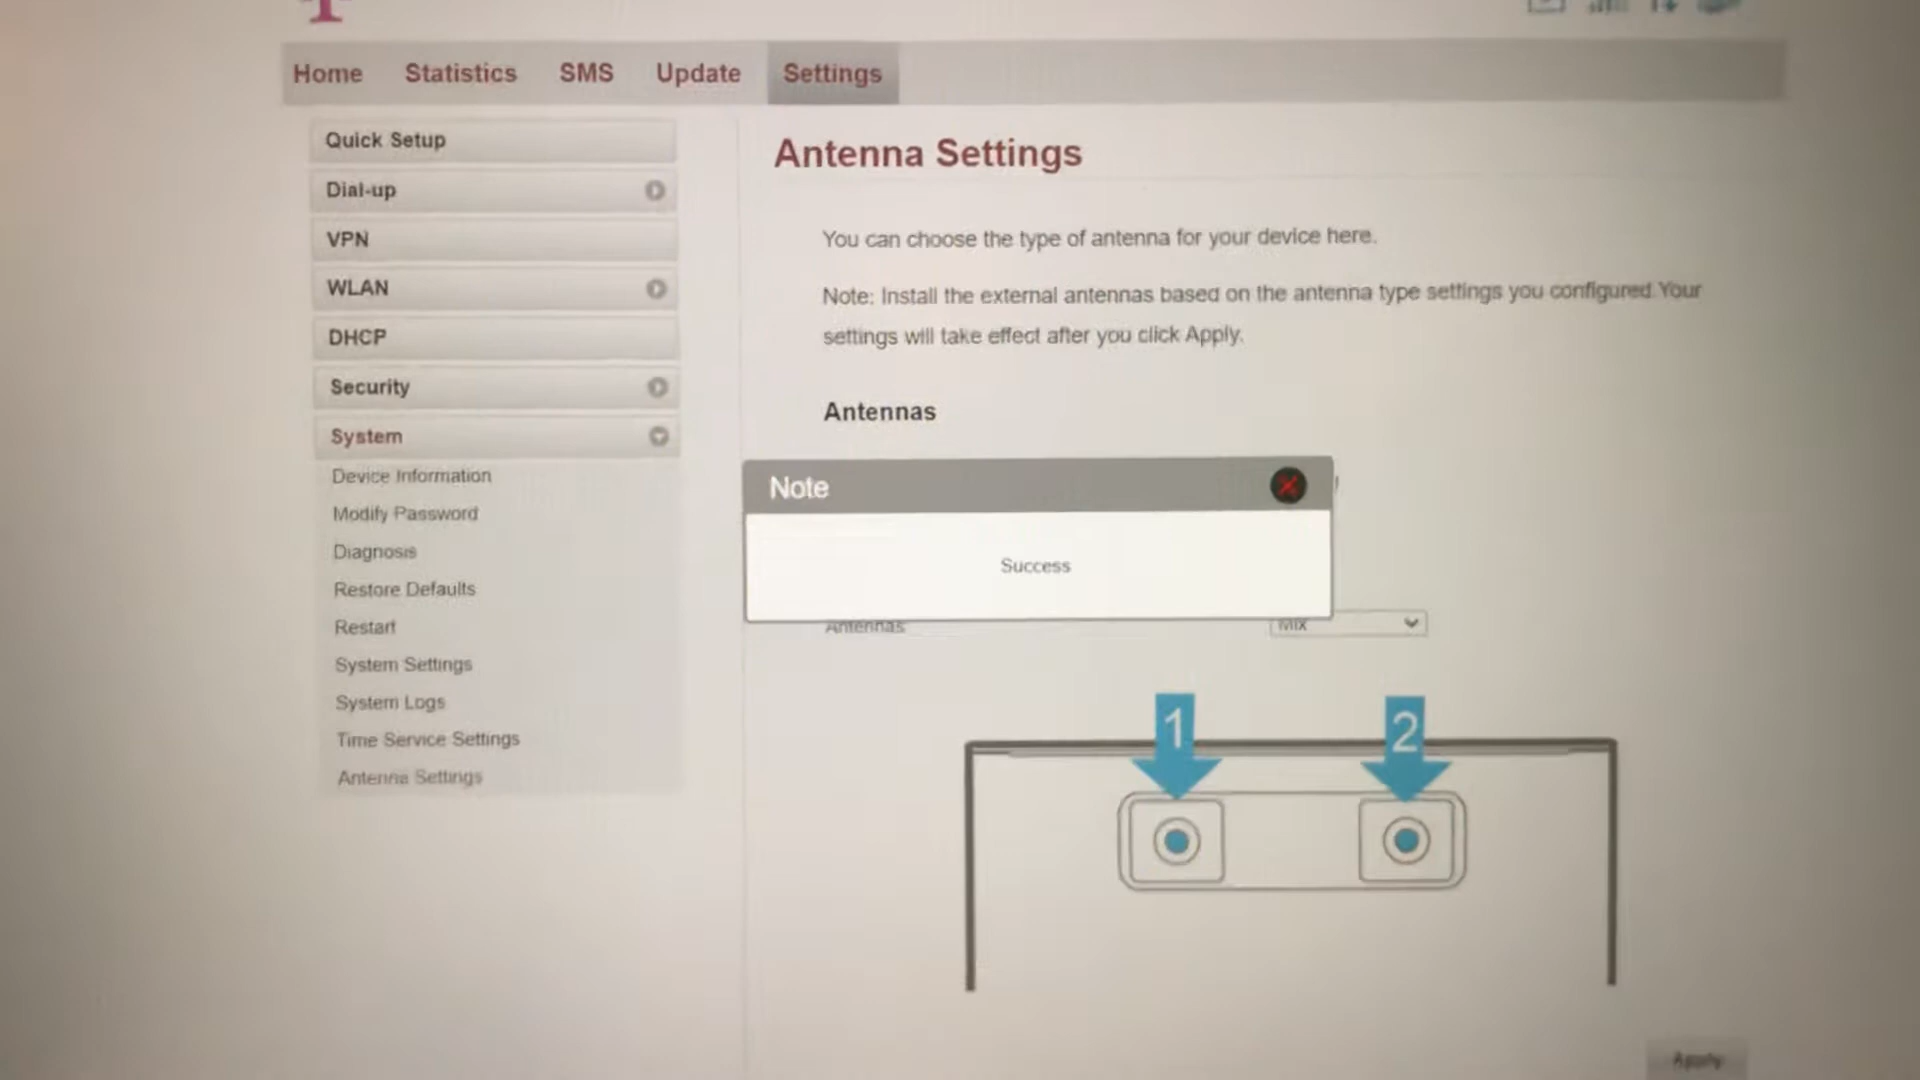 T
Home Statistics SMS Update Settings
Quick Setup
Dial-up
VPN
WLAN
DHCP
Security
System
Device Information
Modify Password
Diagnosis
Restore Defaults
Restart
System Settings
System Logs
Time Service Settings
Antenna Settings
Antenna Settings
You can choose the type of antenna for your device here.
Note: Install the external antennas based on the antenna type settings you configured.Your
settings will take effect after you click Apply.
Antennas
Note
Success
Antennas Mix
1 2
Apply